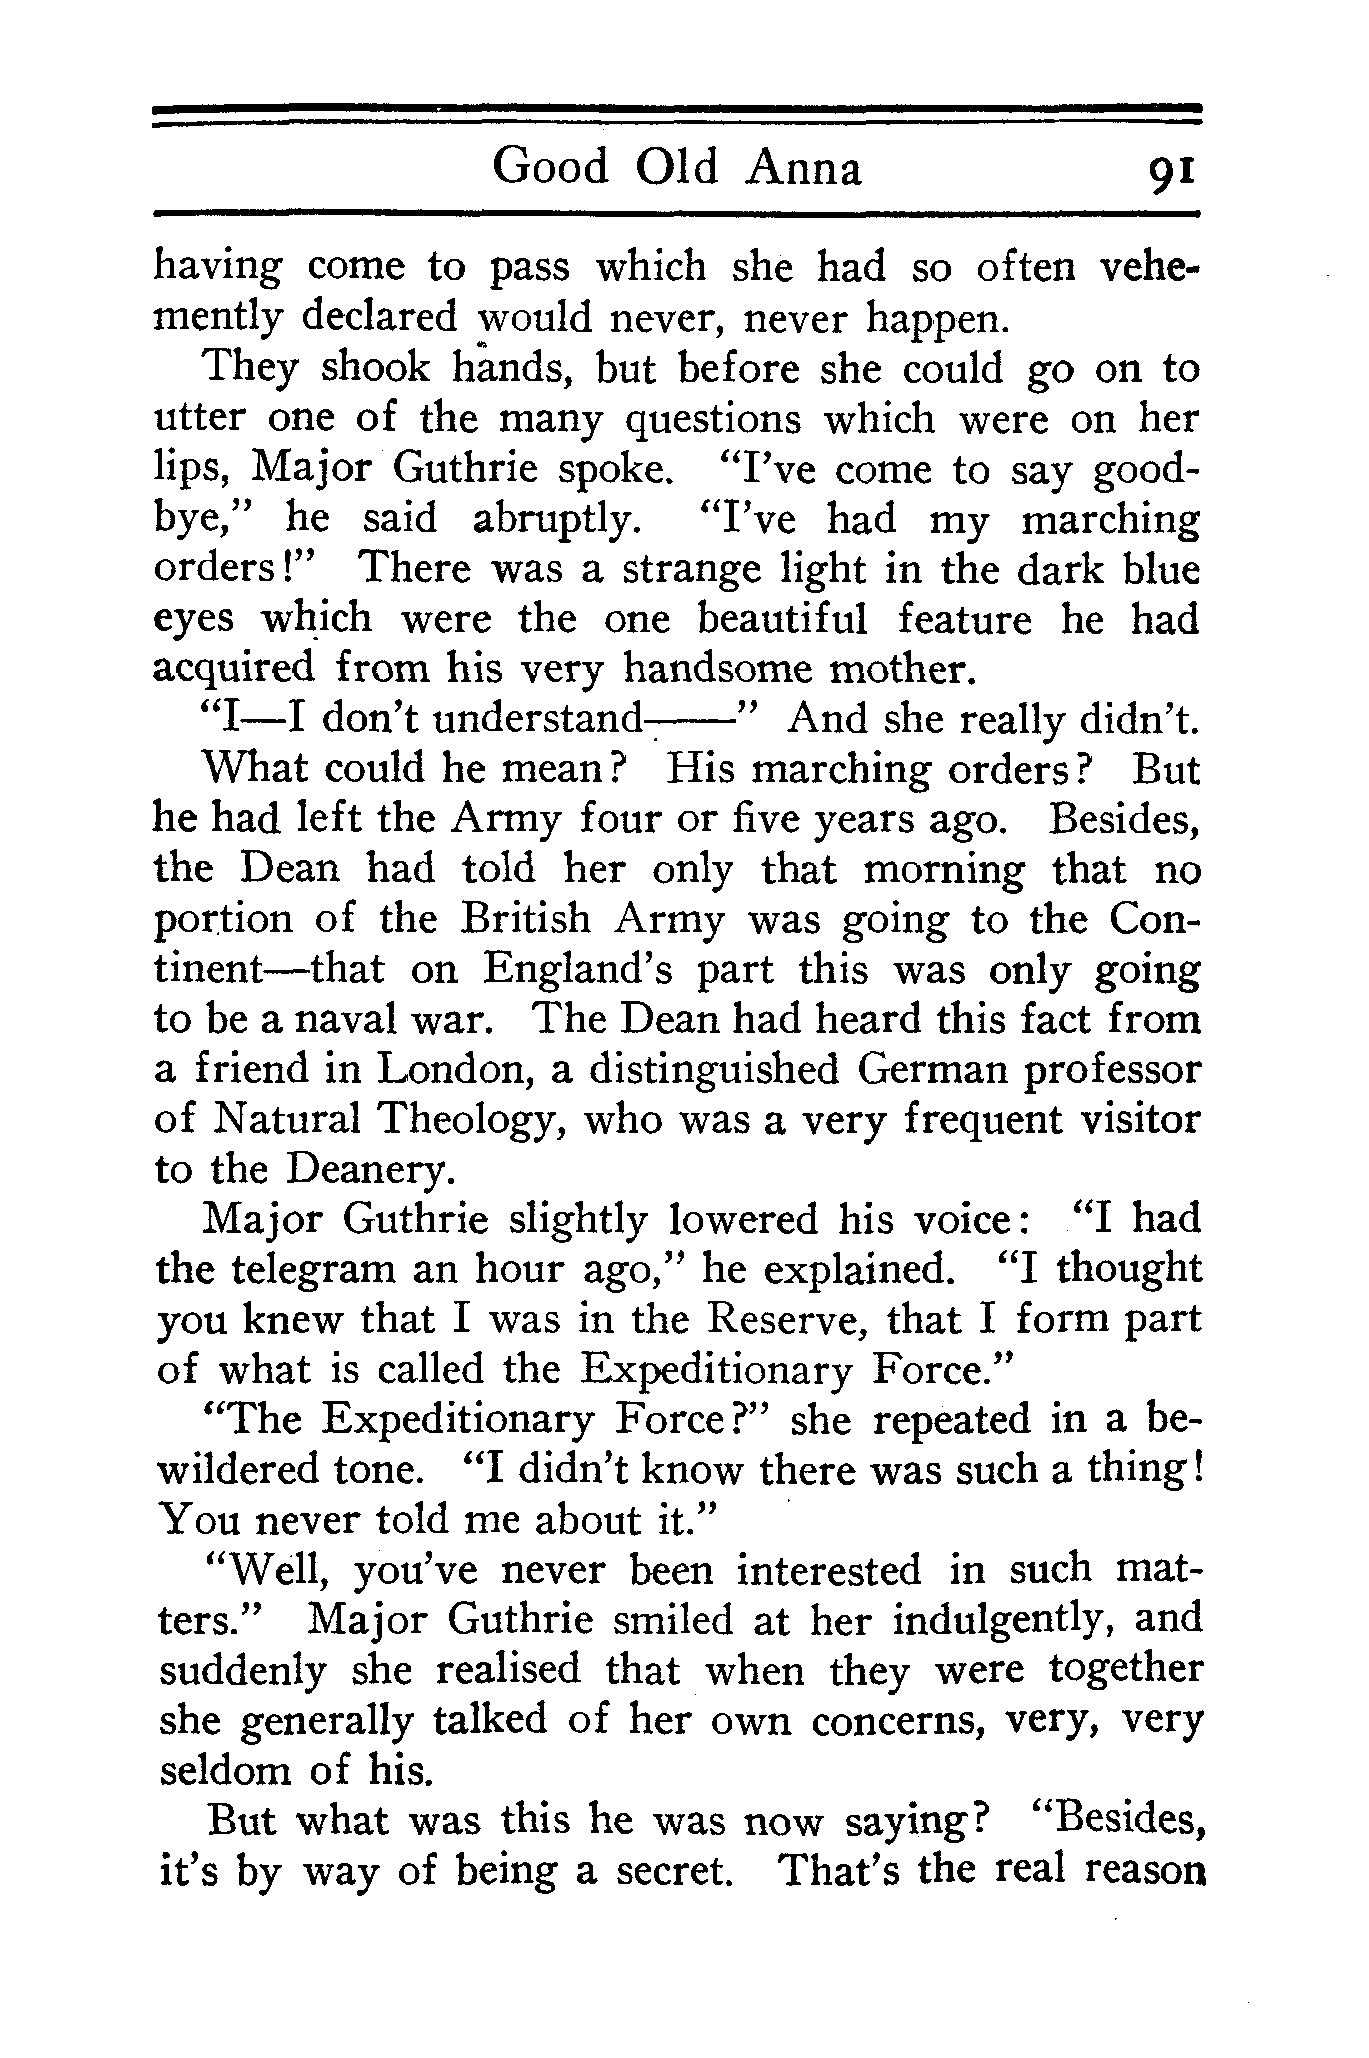 Good Old Anna 91
having come to pass which she had so often vehe-
mently declared would never, never happen.
They shook hands, but before she could go on to
utter one of the many questions which were on her
lips, Major Guthrie spoke. “I’ve come to say good-
bye,” he said abruptly. “I’ve had my marching
orders!” There was a strange light in the dark blue
eyes which were the one beautiful feature he had
acquired from his very handsome mother.
“I—I don’t understand——” And she really didn’t.
What could he mean? His marching orders? But
he had left the Army four or five years ago. Besides,
the Dean had told her only that morning that no
portion of the British Army was going to the Con-
tinent—that on England’s part this was only going
to be a naval war. The Dean had heard this fact from
a friend in London, a distinguished German professor
of Natural Theology, who was a very frequent visitor
to the Deanery.
Major Guthrie slightly lowered his voice: “I had
the telegram an hour ago,” he explained. “I thought
you knew that I was in the Reserve, that I form part
of what is called the Expeditionary Force.”
“The Expeditionary Force?” she repeated in a be-
wildered tone. “I didn’t know there was such a thing!
You never told me about it.”
“Well, you’ve never been interested in such mat-
ters.” Major Guthrie smiled at her indulgently, and
suddenly she realised that when they were together
she generally talked of her own concerns, very, very
seldom of his.
But what was this he was now saying? “Besides,
it’s by way of being a secret. That’s the real reason